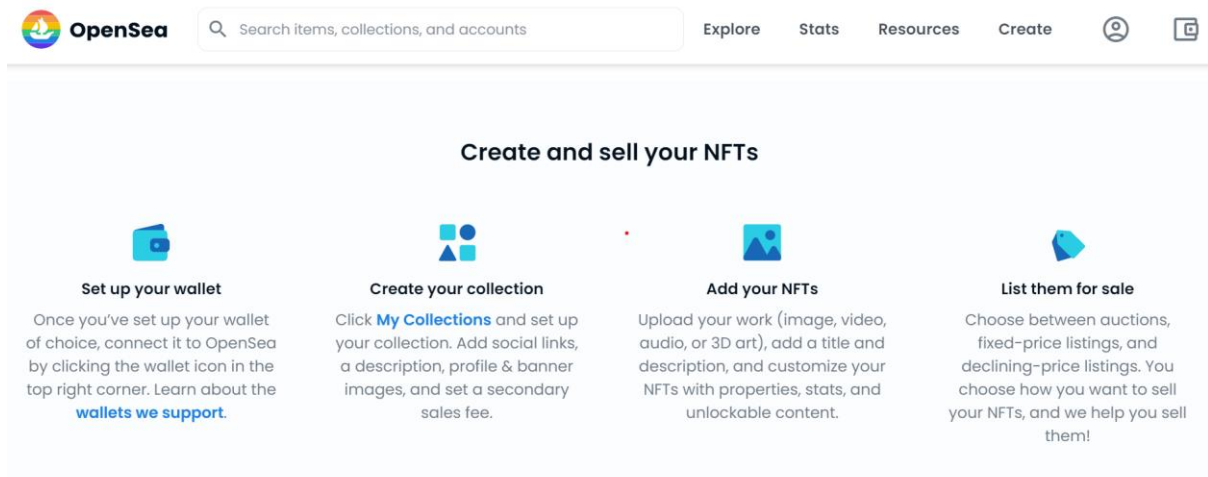 OpenSea
Search items, collections, and accounts
Explore
Stats
Resources
Create
Create and sell your NFTs
Set up your wallet
Once you’ve set up your wallet
of choice, connect it to OpenSea
by clicking the wallet icon in the
top right corner. Learn about the
wallets we support.
Create your collection
Click My Collections and set up
your collection. Add social links,
a description, profile & banner
images, and set a secondary
sales fee.
Add your NFTs
Upload your work (image, video,
audio, or 3D art), add a title and
description, and customize your
NFTs with properties, stats, and
unlockable content.
List them for sale
Choose between auctions,
fixed-price listings, and
declining-price listings. You
choose how you want to sell
your NFTs, and we help you sell
them!